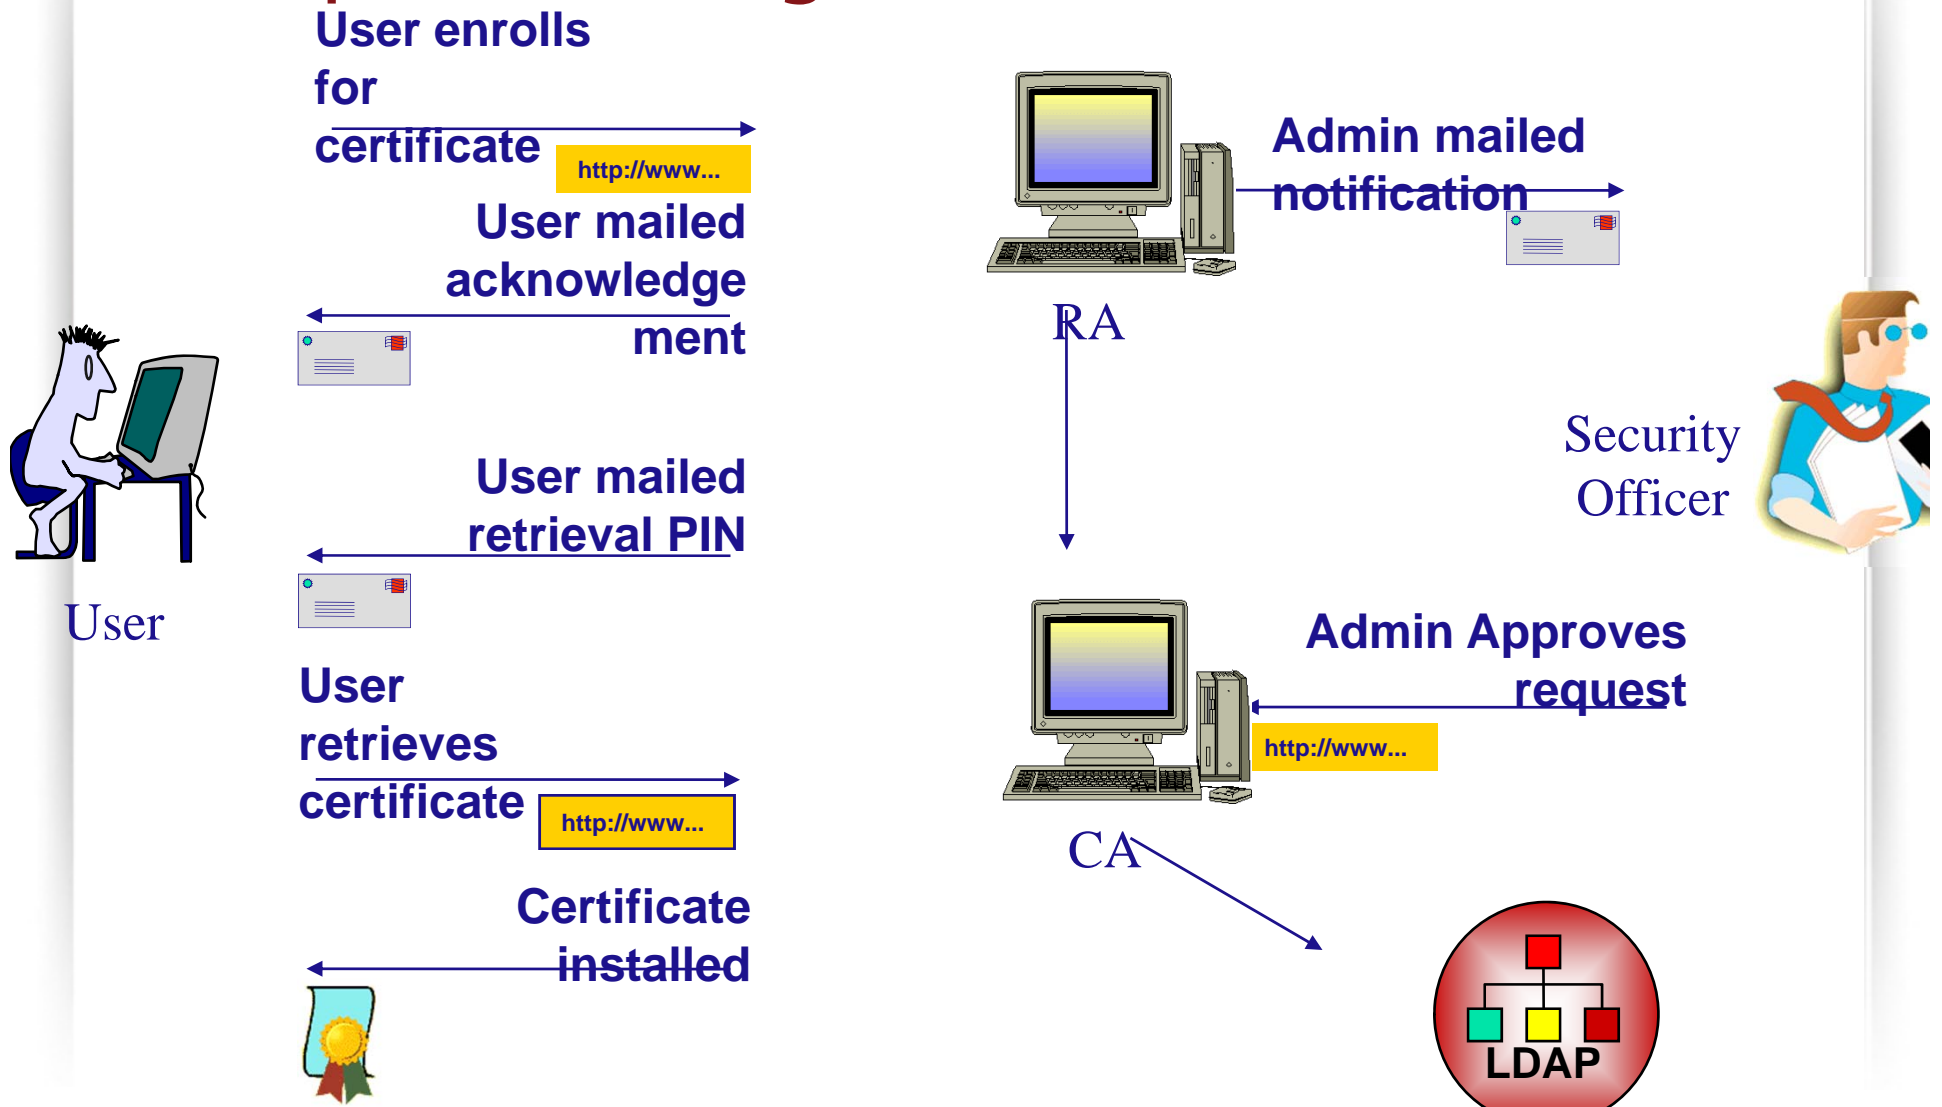 User enrolls
for
certificate
http://www...
User mailed
acknowledge
ment
User mailed
retrieval PIN
User
User
retrieves
certificate
http://www...
Certificate
installed
RA
Admin mailed
notification
Security
Officer
Admin Approves
request
http://www...
CA
LDAP